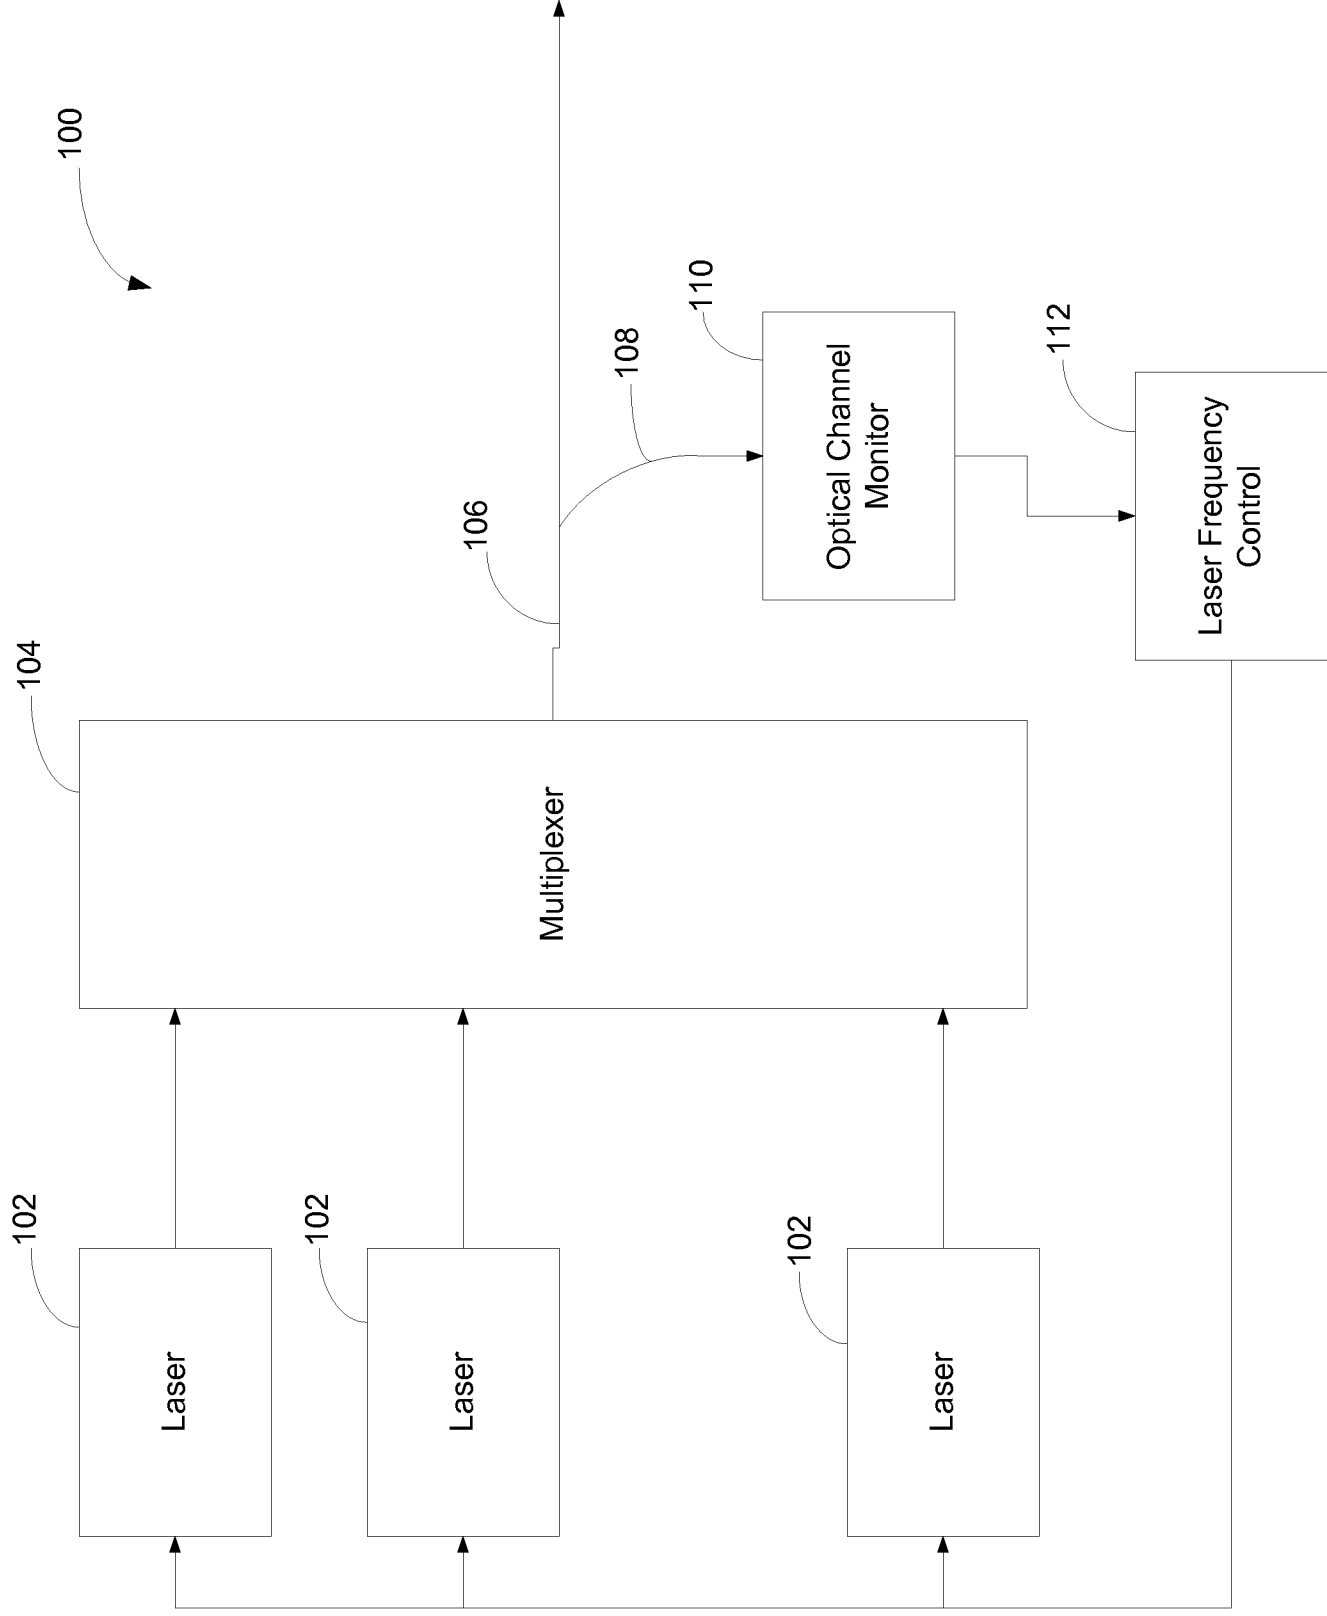 100
102
Laser
102
Laser
102
Laser
104
Multiplexer
106
108
110
Optical Channel
Monitor
112
Laser Frequency
Control